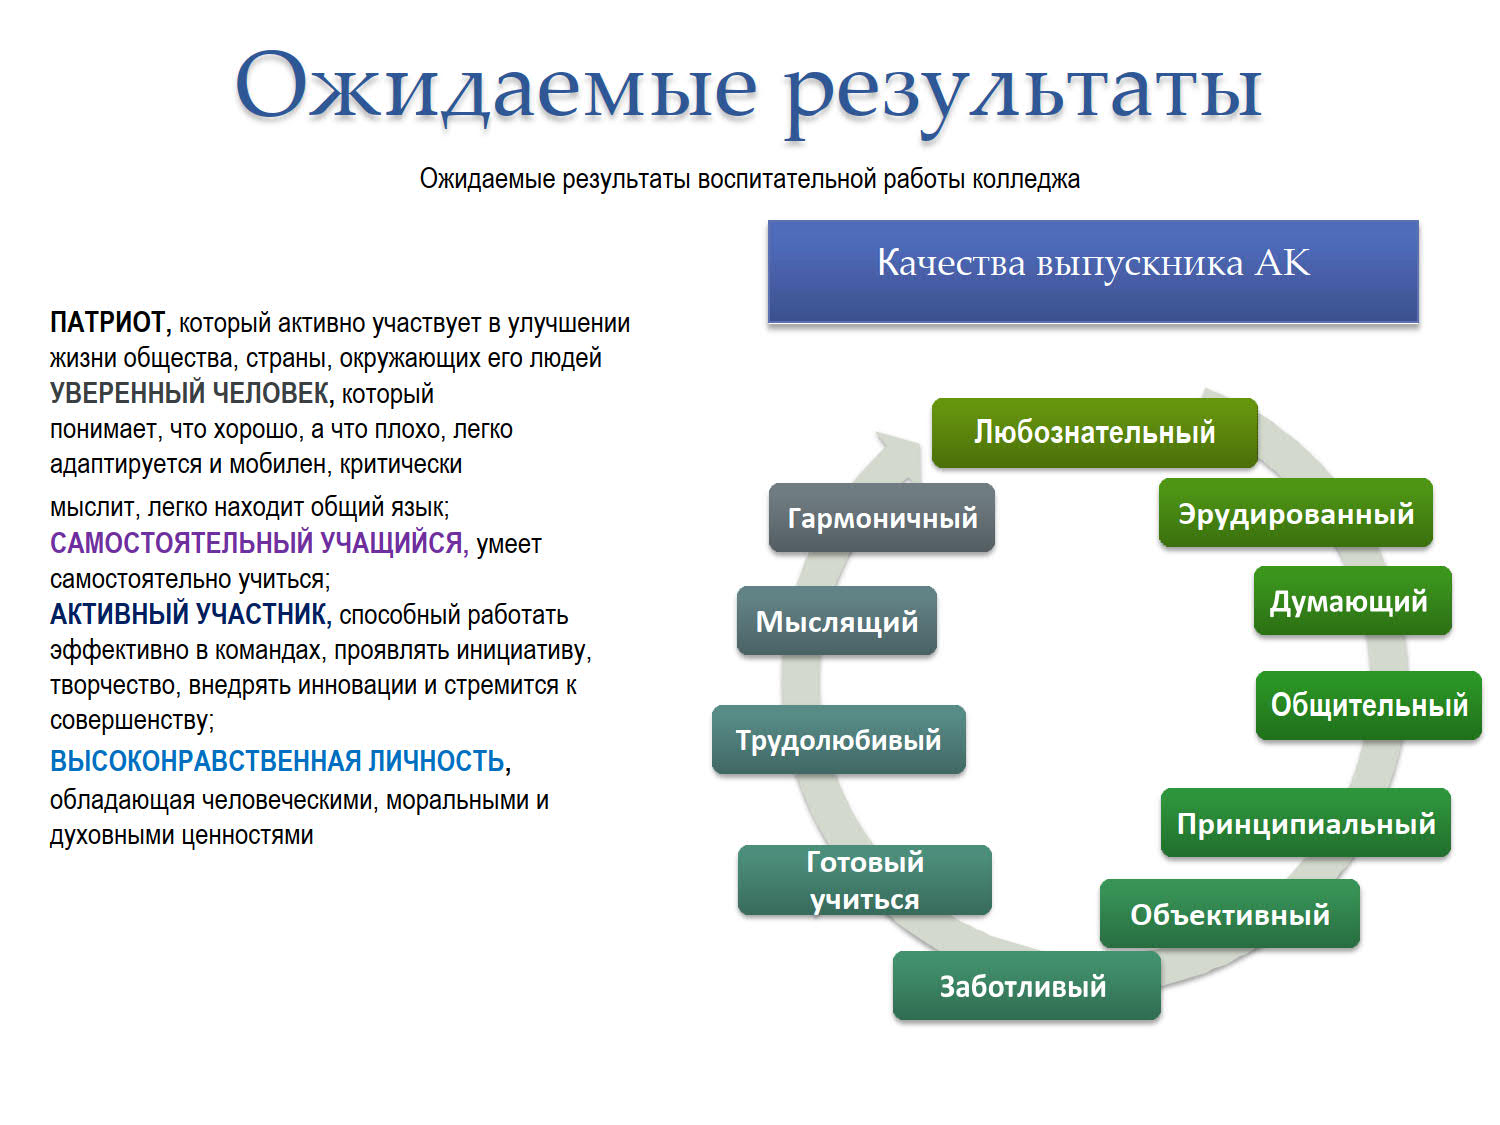 Ожидаемые результаты
Ожидаемые результаты воспитательной работы колледжа
ПАТРИОТ, который активно участвует в улучшении
жизни общества, страны, окружающих его людей
УВЕРЕННЫЙ ЧЕЛОВЕК, который
понимает, что хорошо, а что плохо, легко
адаптируется и мобилен, критически
мыслит, легко находит общий язык;
САМОСТОЯТЕЛЬНЫЙ УЧАЩИЙСЯ, умеет
самостоятельно учиться;
АКТИВНЫЙ УЧАСТНИК, способный работать
эффективно в командах, проявлять инициативу,
творчество, внедрять инновации и стремится к
совершенству;
ВЫСОКОНРАВСТВЕННАЯ ЛИЧНОСТЬ,
обладающая человеческими, моральными и
духовными ценностями
Качества выпускника АК
Любознательный
Эрудированный
Думающий
Общительный
Принципиальный
Объективный
Заботливый
Готовый
учиться
Трудолюбивый
Мыслящий
Гармоничный